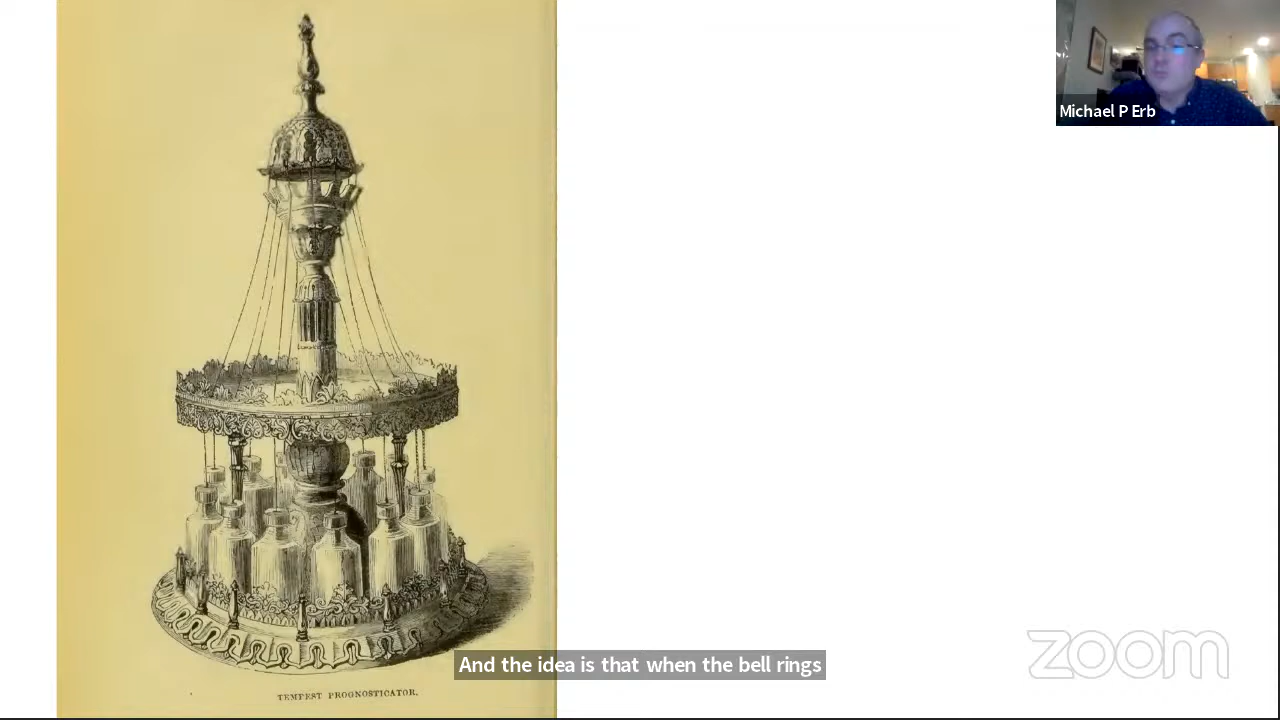 Michael P Erb
zoom
And the idea is that when the bell rings
TEMPEST PROGNOSTICATOR.